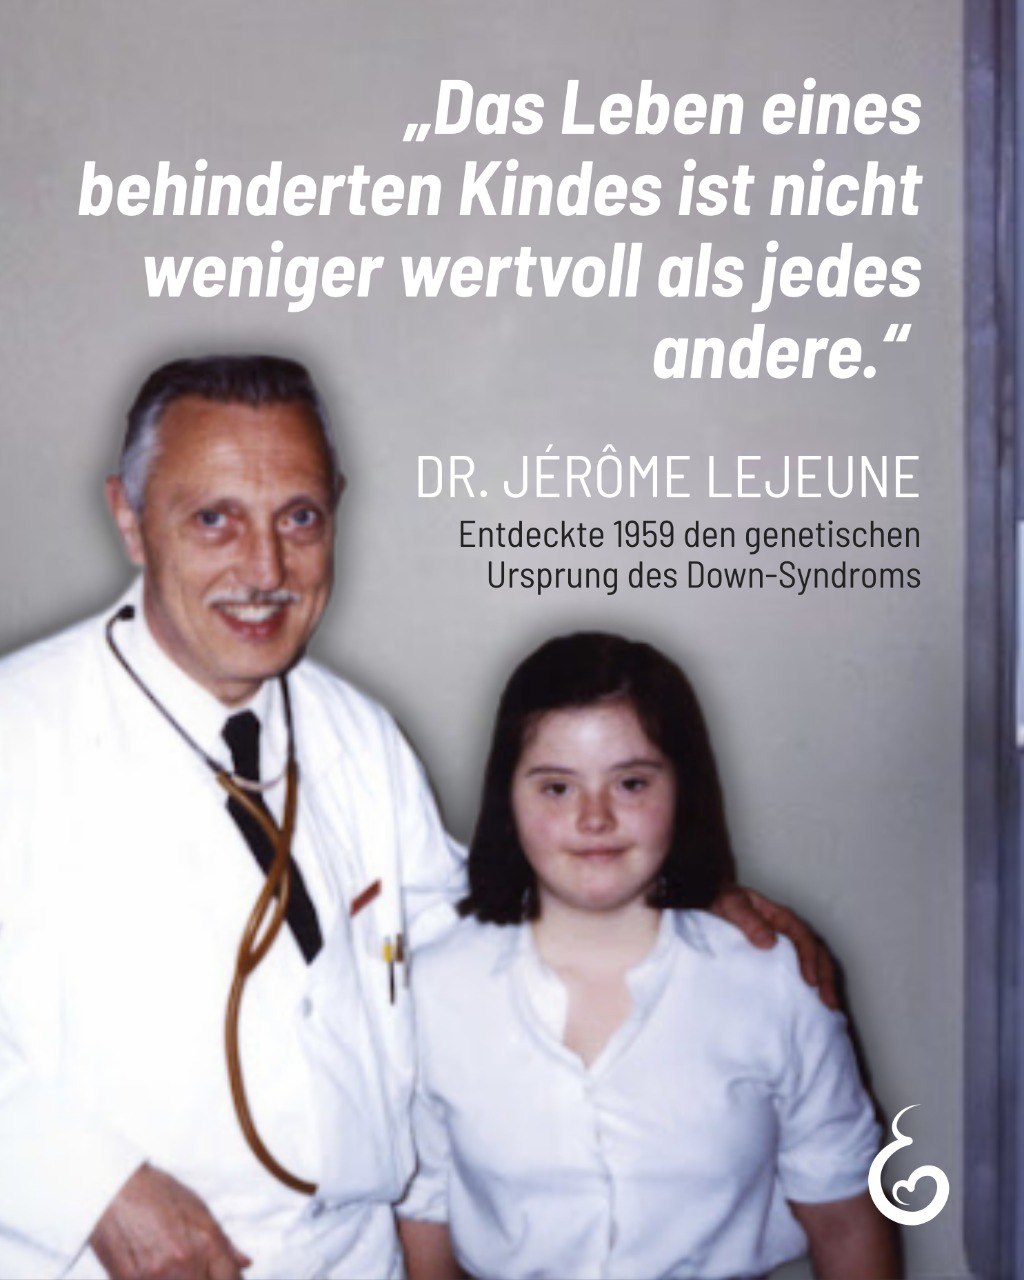 „Das Leben eines
behinderten Kindes ist nicht
weniger wertvoll als jedes
andere.“
DR. JÉRÔME LEJEUNE
Entdeckte 1959 den genetischen
Ursprung des Down-Syndroms